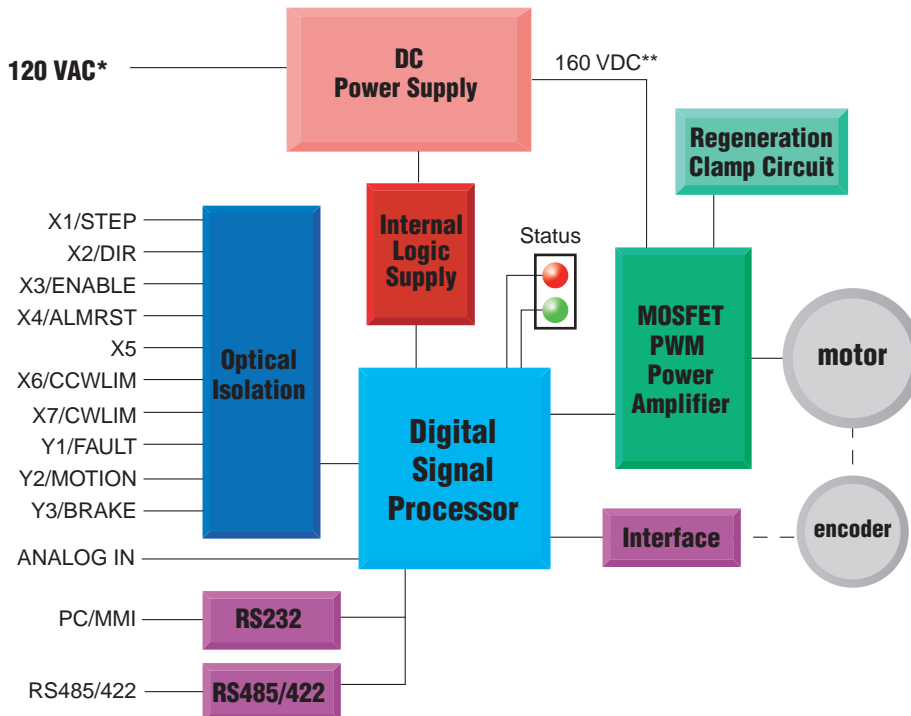 DC
Power Supply
120 VAC*
160 VDC**
Regeneration
Clamp Circuit
Internal
Logic
Supply
Status
X1/STEP
X2/DIR
X3/ENABLE
X4/ALMRST
X5
X6/CCWLIM
X7/CWLIM
Y1/FAULT
Y2/MOTION
Y3/BRAKE
Optical
Isolation
MOSFET
PWM
Power
Amplifier
motor
Digital
Signal
Processor
Interface
encoder
ANALOG IN
PC/MMI
RS232
RS485/422
RS485/422